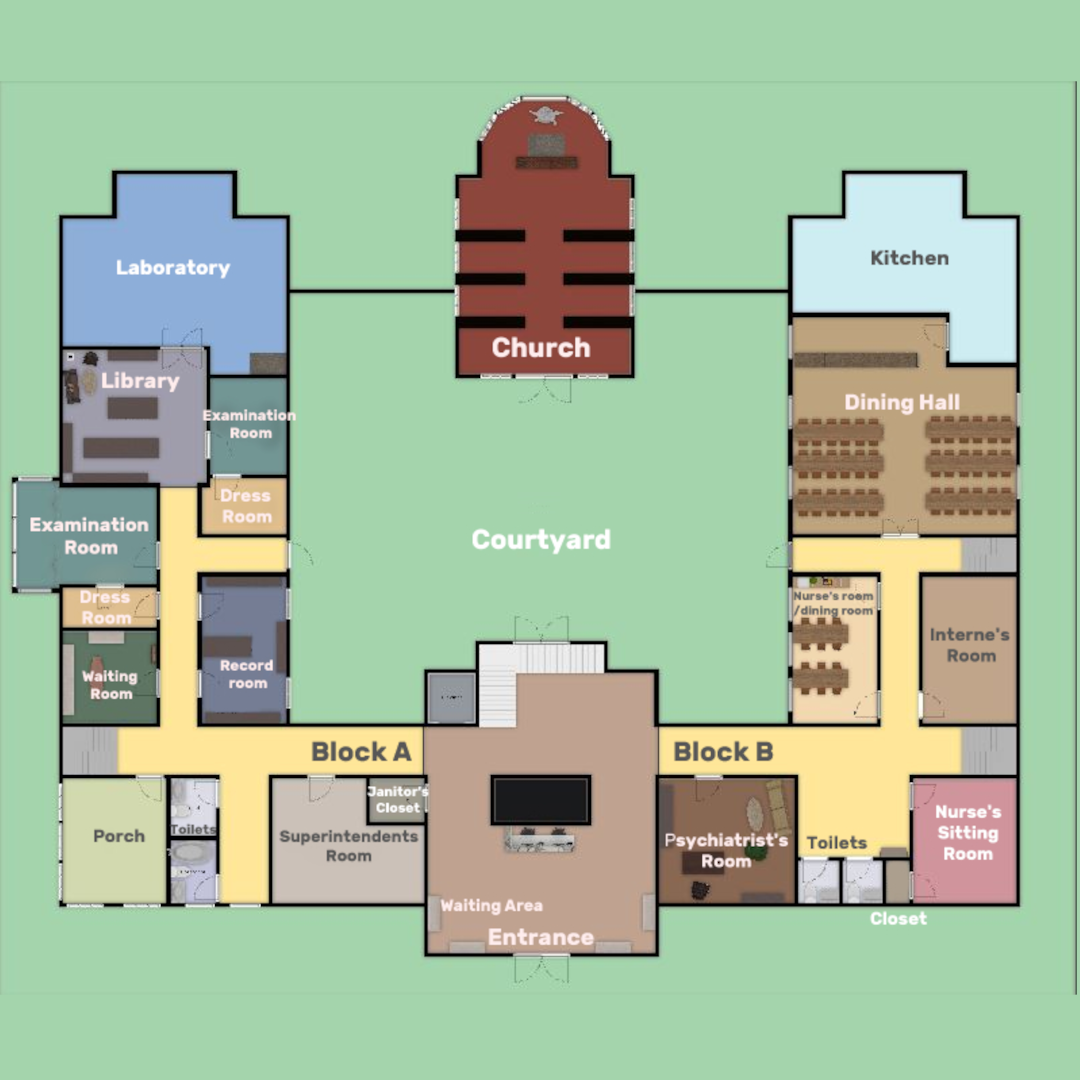 Kitchen
Laboratory
Church
Library
Dining Hall
Examination
Room
Dress
Room
Examination
Room
Courtyard
Dress
Room
Nurse's room
/dining room
Interne's
Room
Record
room
Waiting
Room
Block A
Block B
Janitor's
Closet
Porch
Toilets
Superintendents
Room
Psychiatrist's
Room
Toilets
Nurse's
Sitting
Room
Waiting Area
Closet
Entrance